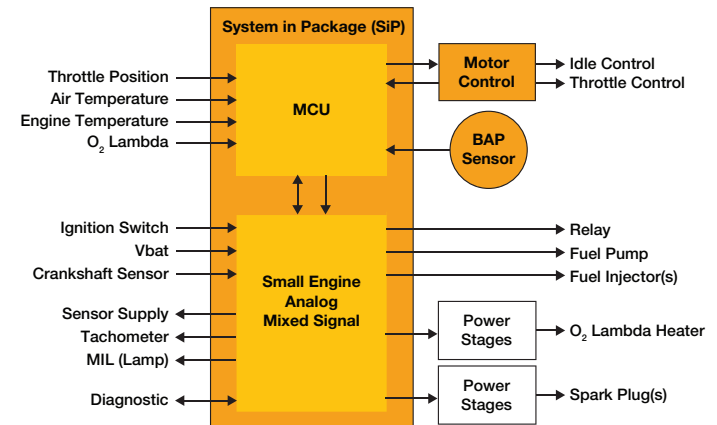 System in Package (SiP)
Throttle Position
Air Temperature
Engine Temperature
O₂ Lambda
MCU
Motor
Control
Idle Control
Throttle Control
BAP
Sensor
Ignition Switch
Vbat
Crankshaft Sensor
Sensor Supply
Tachometer
MIL (Lamp)
Diagnostic
Small Engine
Analog
Mixed Signal
Relay
Fuel Pump
Fuel Injector(s)
Power
Stages
O₂ Lambda Heater
Power
Stages
Spark Plug(s)